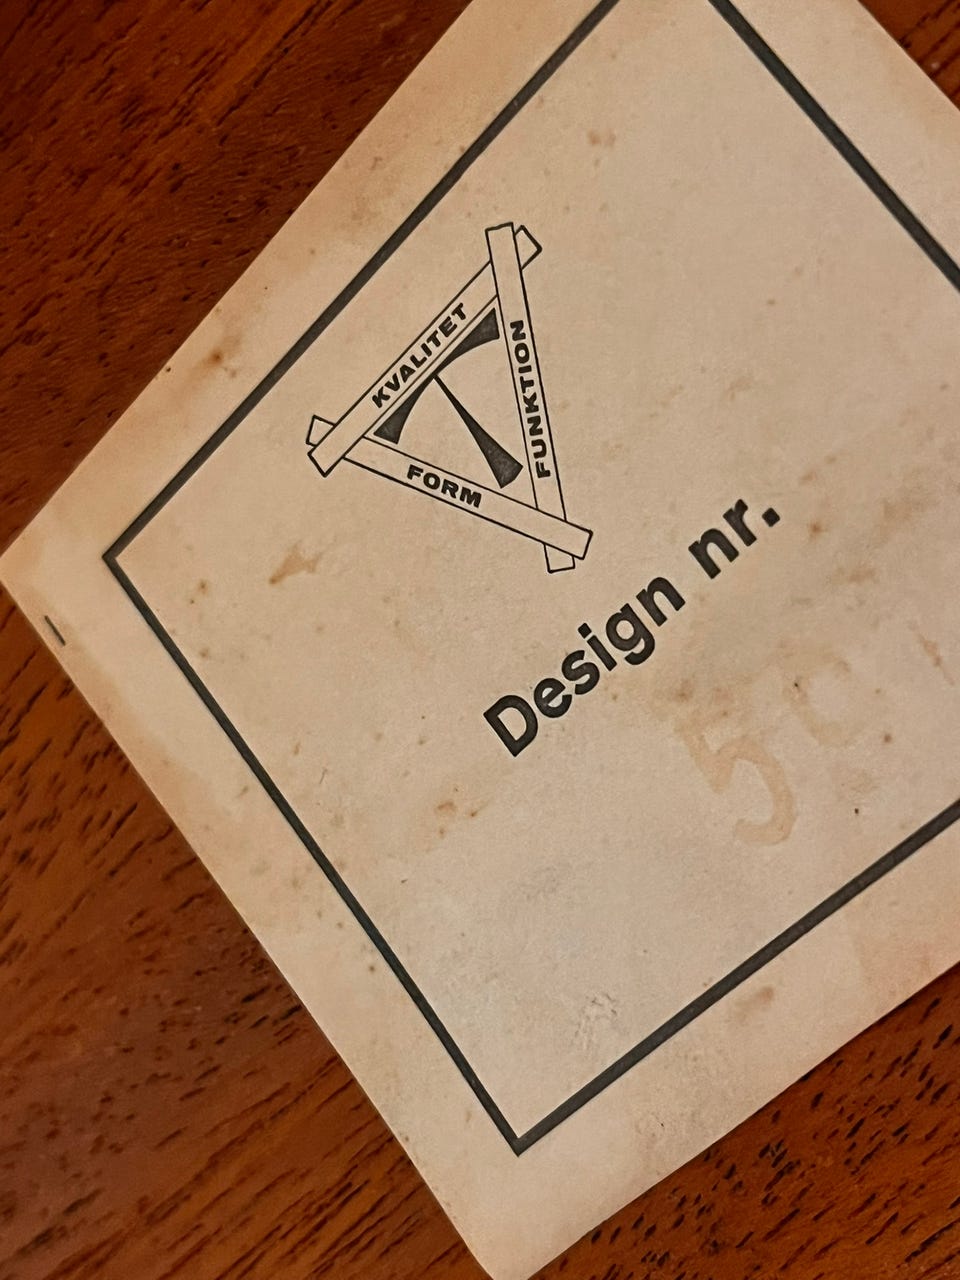 KVALITET
FUNKTION
FORM
Design nr.